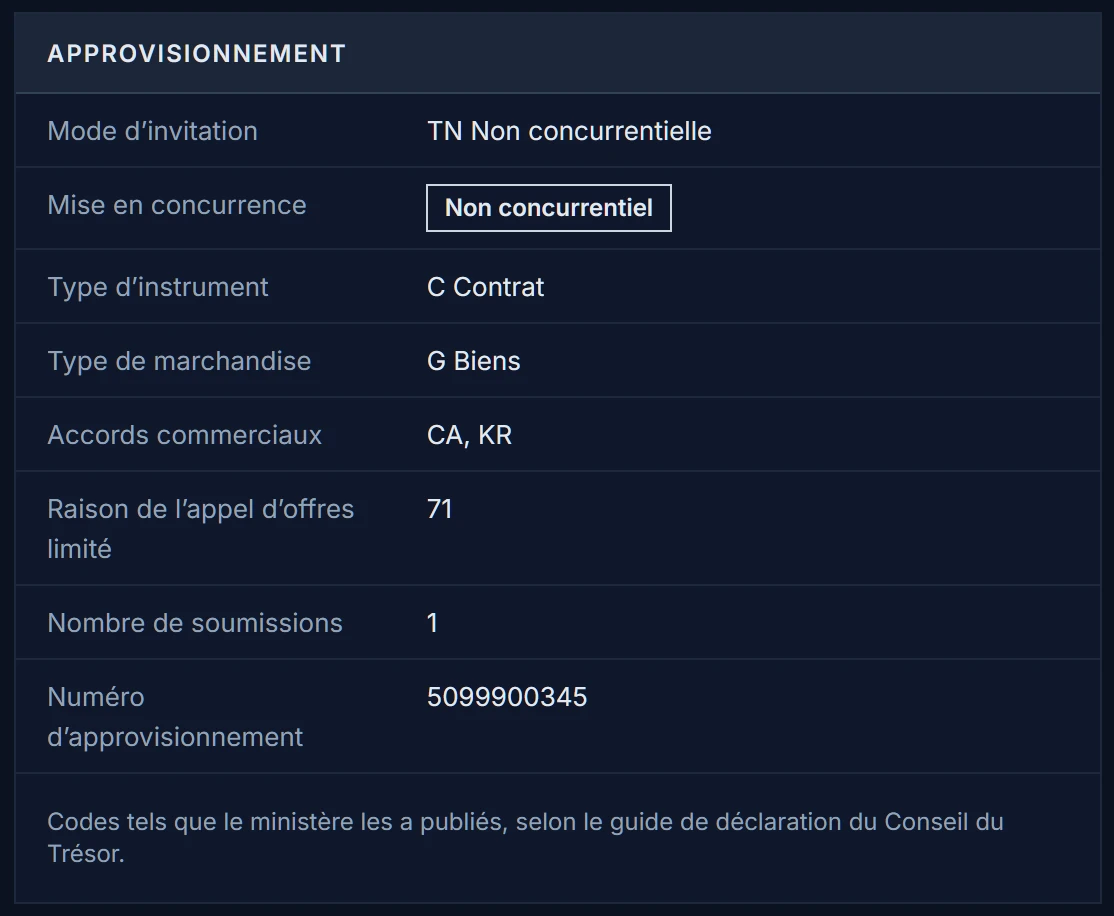 APPROVISIONNEMENT
Mode d’invitation
TN Non concurrentielle
Mise en concurrence
Non concurrentiel
Type d’instrument
C Contrat
Type de marchandise
G Biens
Accords commerciaux
CA, KR
Raison de l’appel d’offres
limité
71
Nombre de soumissions
1
Numéro
d’approvisionnement
5099900345
Codes tels que le ministère les a publiés, selon le guide de déclaration du Conseil du
Trésor.